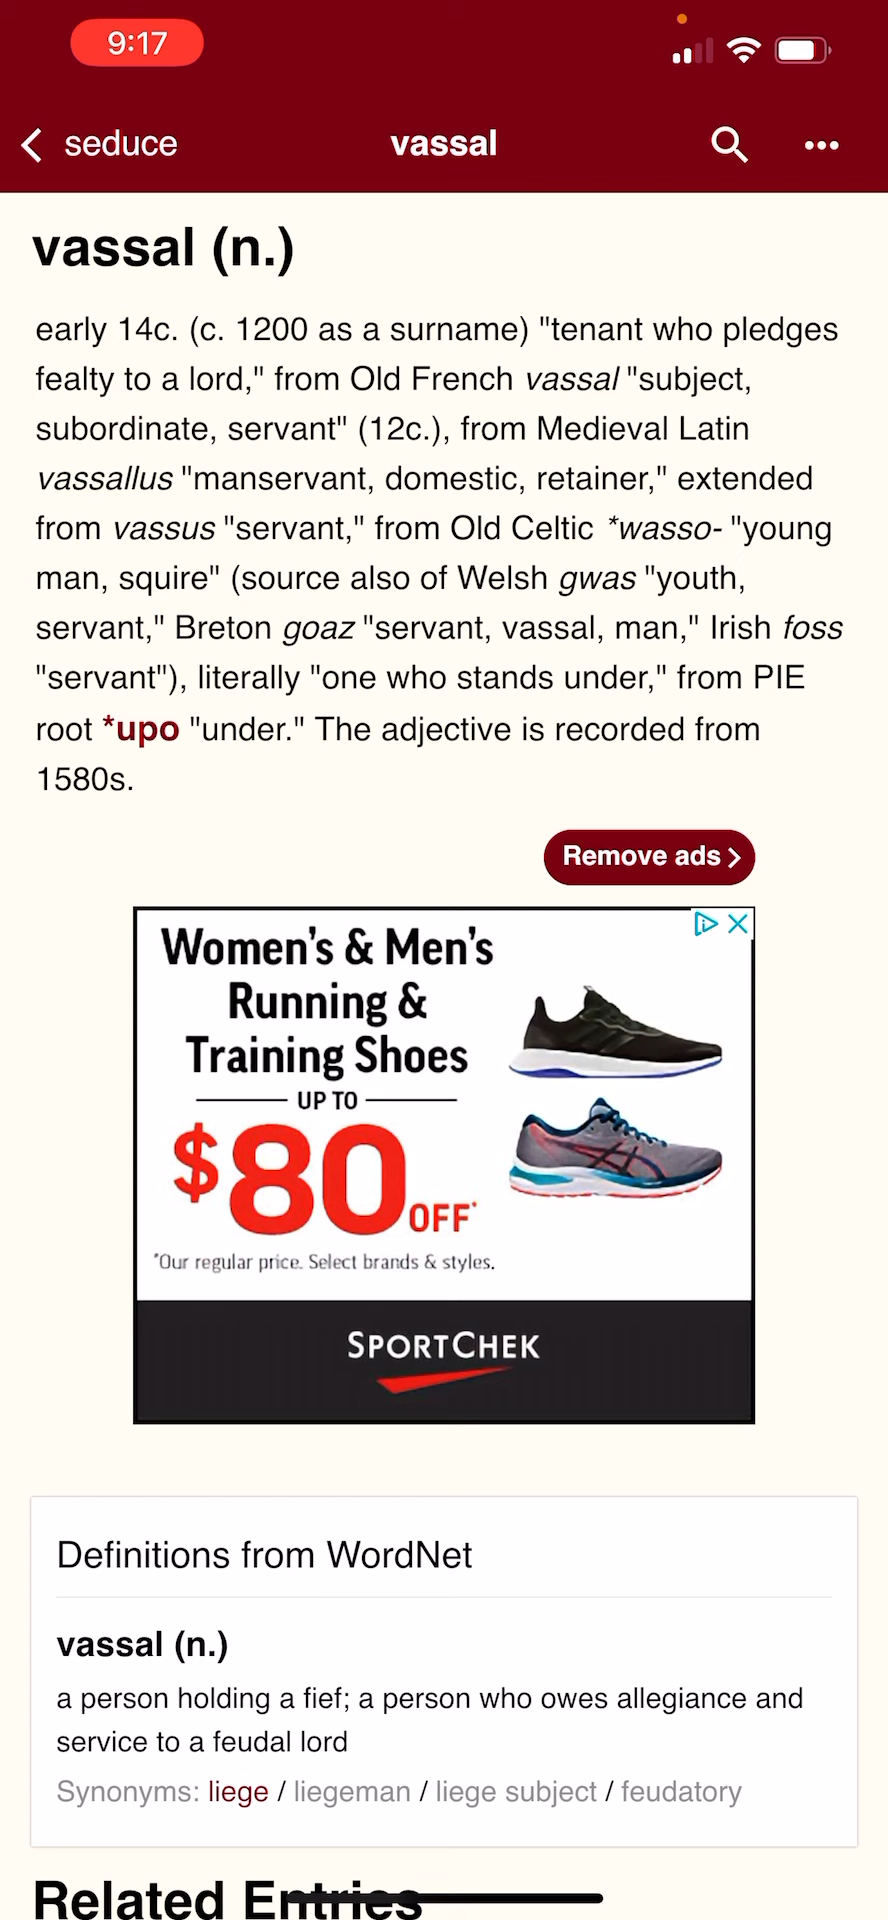 9:17
seduce
vassal
vassal (n.)
early 14c. (c. 1200 as a surname) "tenant who pledges
fealty to a lord," from Old French vassal "subject,
subordinate, servant" (12c.), from Medieval Latin
vassallus "manservant, domestic, retainer," extended
from vassus "servant," from Old Celtic *wasso- "young
man, squire" (source also of Welsh gwas "youth,
servant," Breton goaz "servant, vassal, man," Irish foss
"servant"), literally "one who stands under," from PIE
root *upo "under." The adjective is recorded from
1580s.
Remove ads
Women's & Men's
Running &
Training Shoes
UP TO
$80 OFF*
*Our regular price. Select brands & styles.
SPORTCHEK
Definitions from WordNet
vassal (n.)
a person holding a fief; a person who owes allegiance and
service to a feudal lord
Synonyms: liege / liegeman / liege subject / feudatory
Related Entries